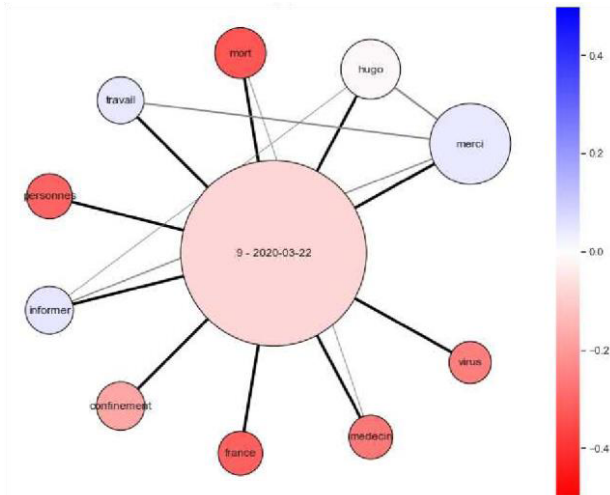 mort
hugo
travail
merci
personnes
9 - 2020-03-22
informer
virus
confinement
france
medecin
0.4
0.2
0.0
−0.2
−0.4